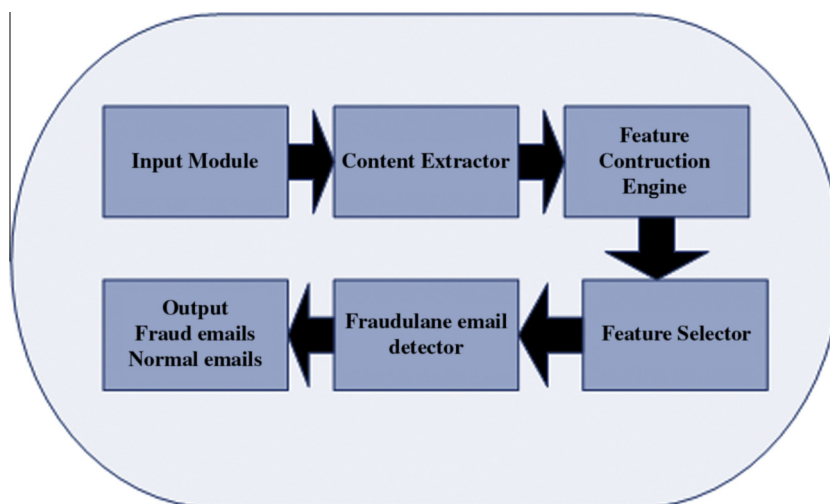 Input Module
Content Extractor
Feature
Contruction
Engine
Feature Selector
Fraudulane email
detector
Output
Fraud emails
Normal emails